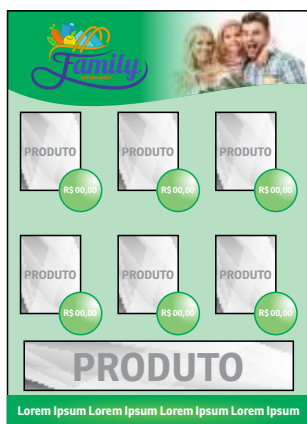 Family
PRODUTO PRODUTO PRODUTO
R$ 00,00 R$ 00,00 R$ 00,00
PRODUTO PRODUTO PRODUTO
R$ 00,00 R$ 00,00 R$ 00,00
PRODUTO
Lorem Ipsum Lorem Ipsum Lorem Ipsum Lorem Ipsum